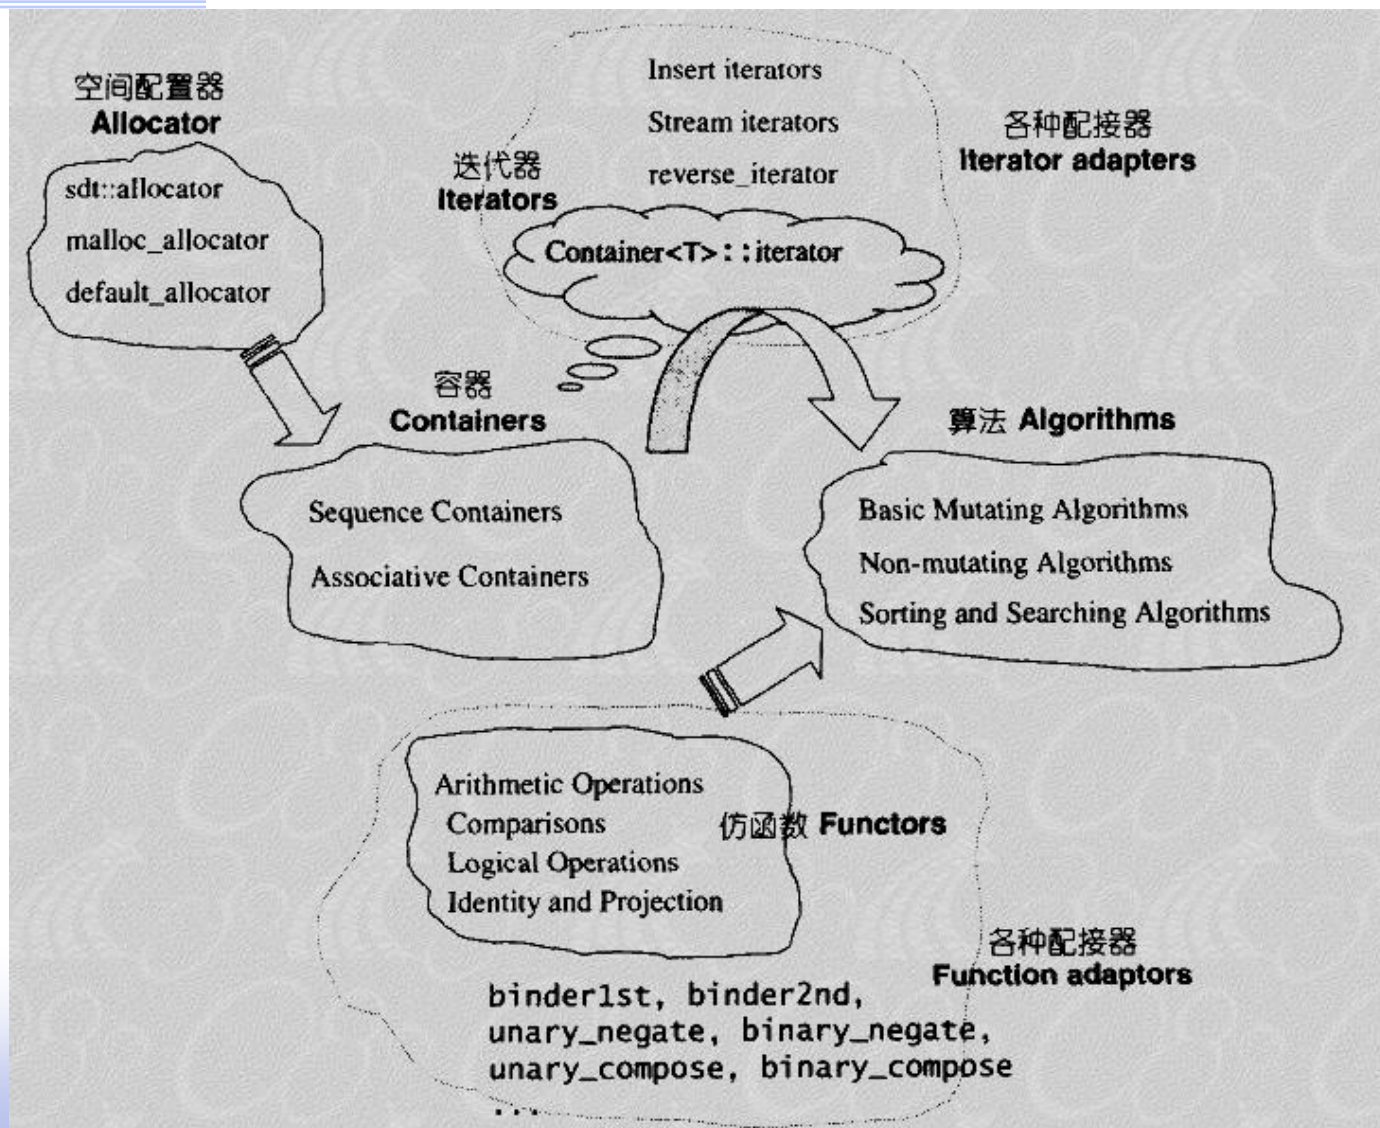 空间配置器
Allocator
sdt::allocator
malloc_allocator
default_allocator
Insert iterators
Stream iterators
reverse_iterator
各种配接器
Iterator adapters
迭代器
Iterators
Container<T>::iterator
容器
Containers
Sequence Containers
Associative Containers
算法 Algorithms
Basic Mutating Algorithms
Non-mutating Algorithms
Sorting and Searching Algorithms
Arithmetic Operations
Comparisons
Logical Operations
Identity and Projection
仿函数 Functors
各种配接器
Function adaptors
binder1st, binder2nd,
unary_negate, binary_negate,
unary_compose, binary_compose
...